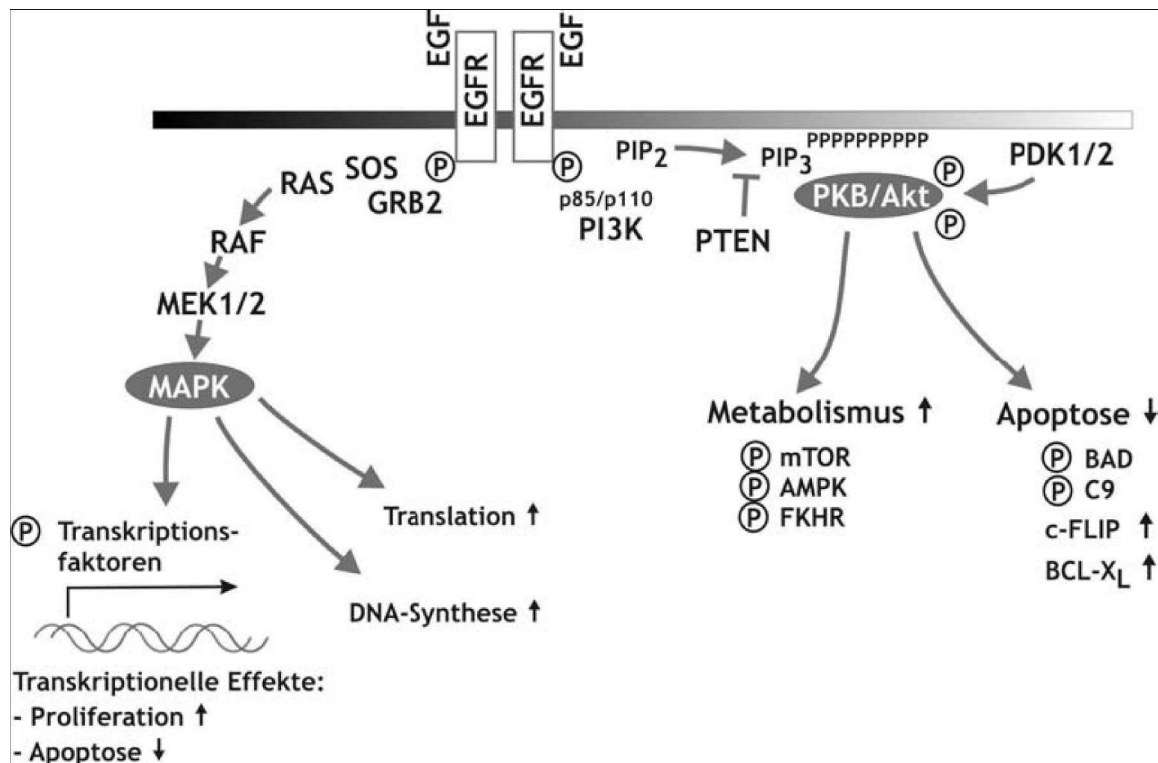 EGF
EGFR
EGFR
EGF
P
P
SOS
RAS
GRB2
RAF
MEK1/2
MAPK
p85/p110
PI3K
PIP2
PIP3
PPPPPPPPPP
PTEN
PKB/Akt
P
P
PDK1/2
Metabolismus ↑
P mTOR
P AMPK
P FKHR
Apoptose ↓
P BAD
P C9
c-FLIP ↑
BCL-XL ↑
Translation ↑
DNA-Synthese ↑
P Transkriptions-
faktoren
Transkriptionelle Effekte:
- Proliferation ↑
- Apoptose ↓